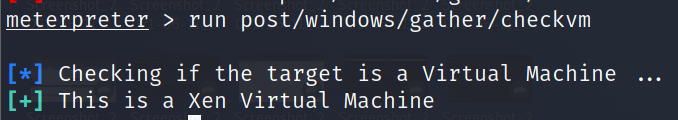 meterpreter > run post/windows/gather/checkvm
[*] Checking if the target is a Virtual Machine ...
[+] This is a Xen Virtual Machine